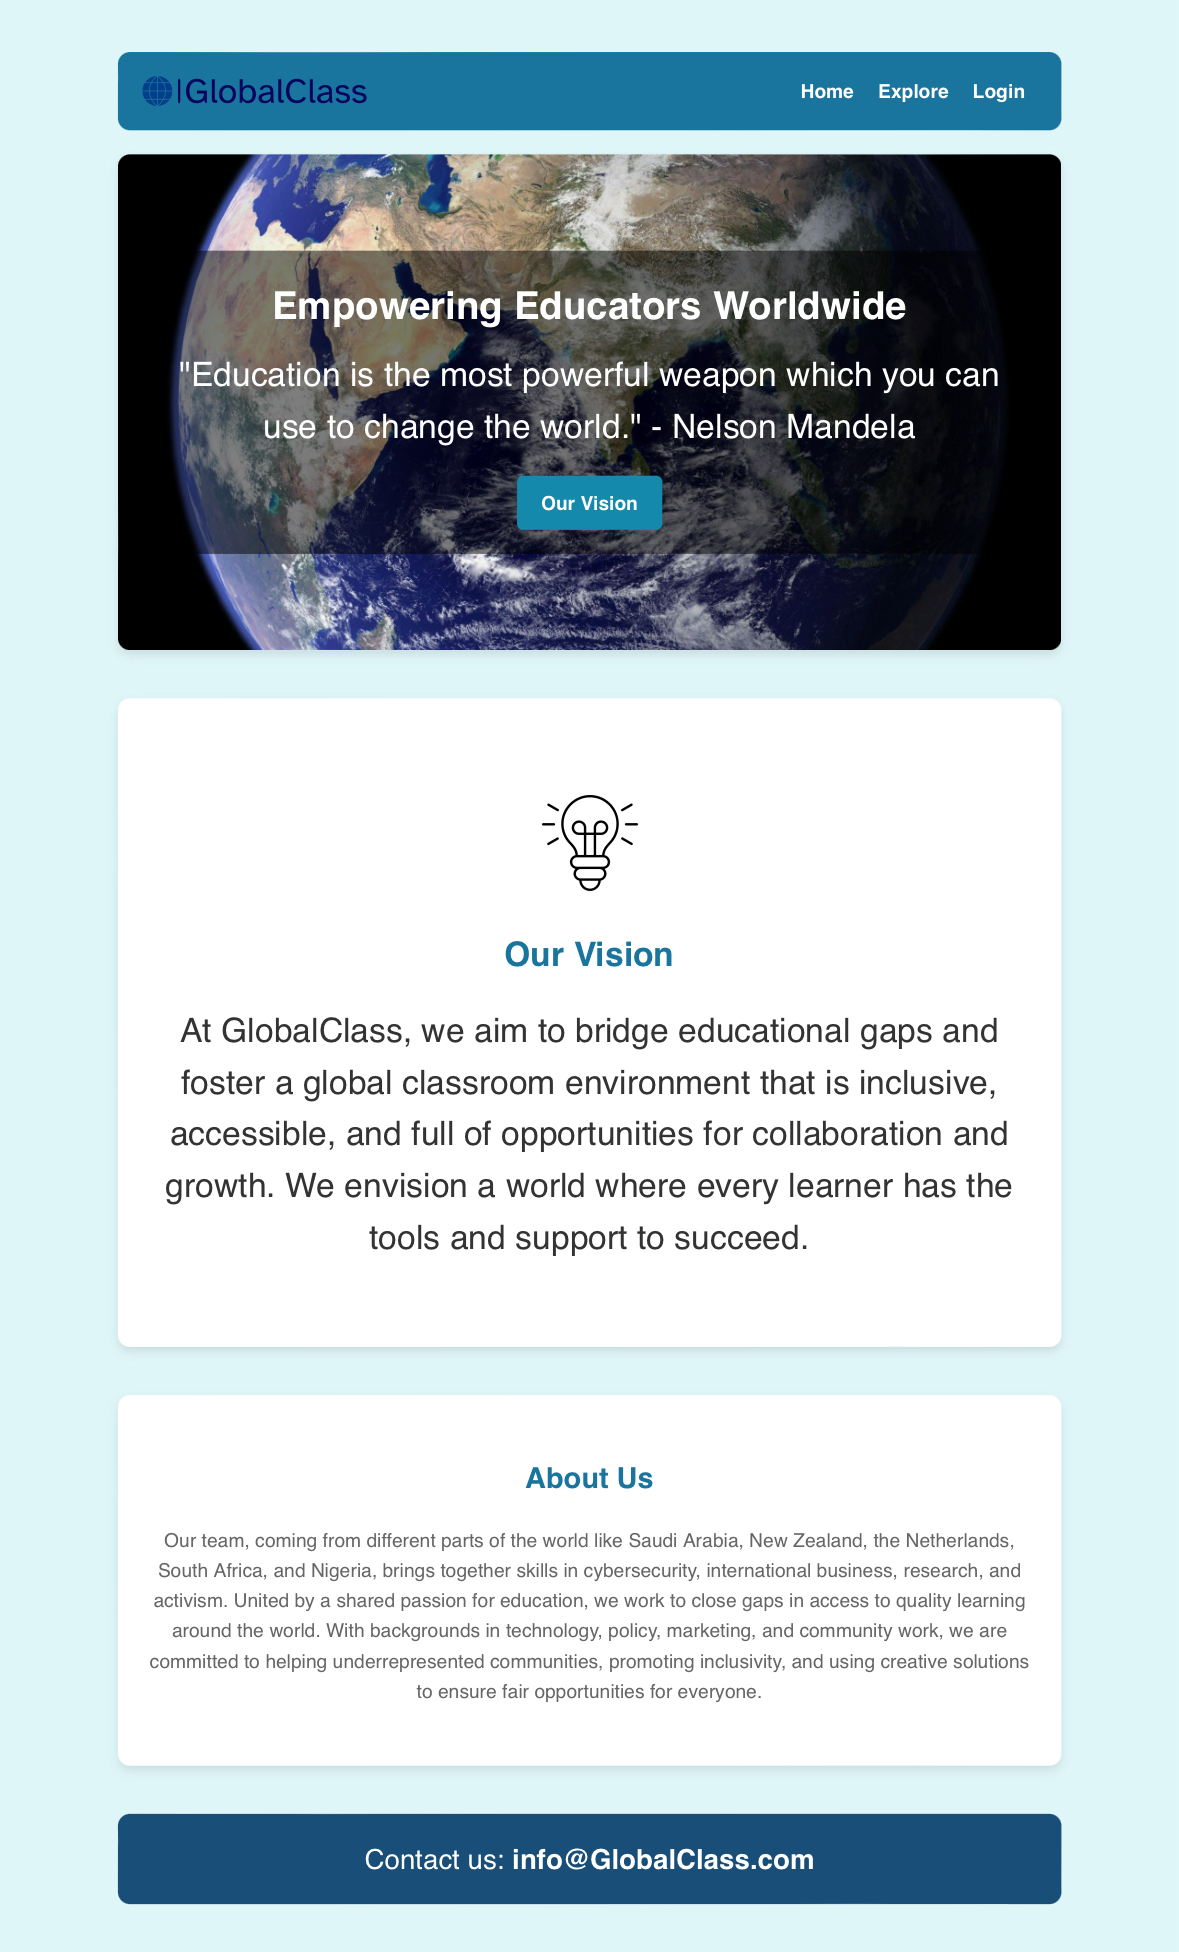 GlobalClass
Home Explore Login
Empowering Educators Worldwide
"Education is the most powerful weapon which you can
use to change the world." - Nelson Mandela
Our Vision
Our Vision
At GlobalClass, we aim to bridge educational gaps and
foster a global classroom environment that is inclusive,
accessible, and full of opportunities for collaboration and
growth. We envision a world where every learner has the
tools and support to succeed.
About Us
Our team, coming from different parts of the world like Saudi Arabia, New Zealand, the Netherlands,
South Africa, and Nigeria, brings together skills in cybersecurity, international business, research, and
activism. United by a shared passion for education, we work to close gaps in access to quality learning
around the world. With backgrounds in technology, policy, marketing, and community work, we are
committed to helping underrepresented communities, promoting inclusivity, and using creative solutions
to ensure fair opportunities for everyone.
Contact us: info@GlobalClass.com